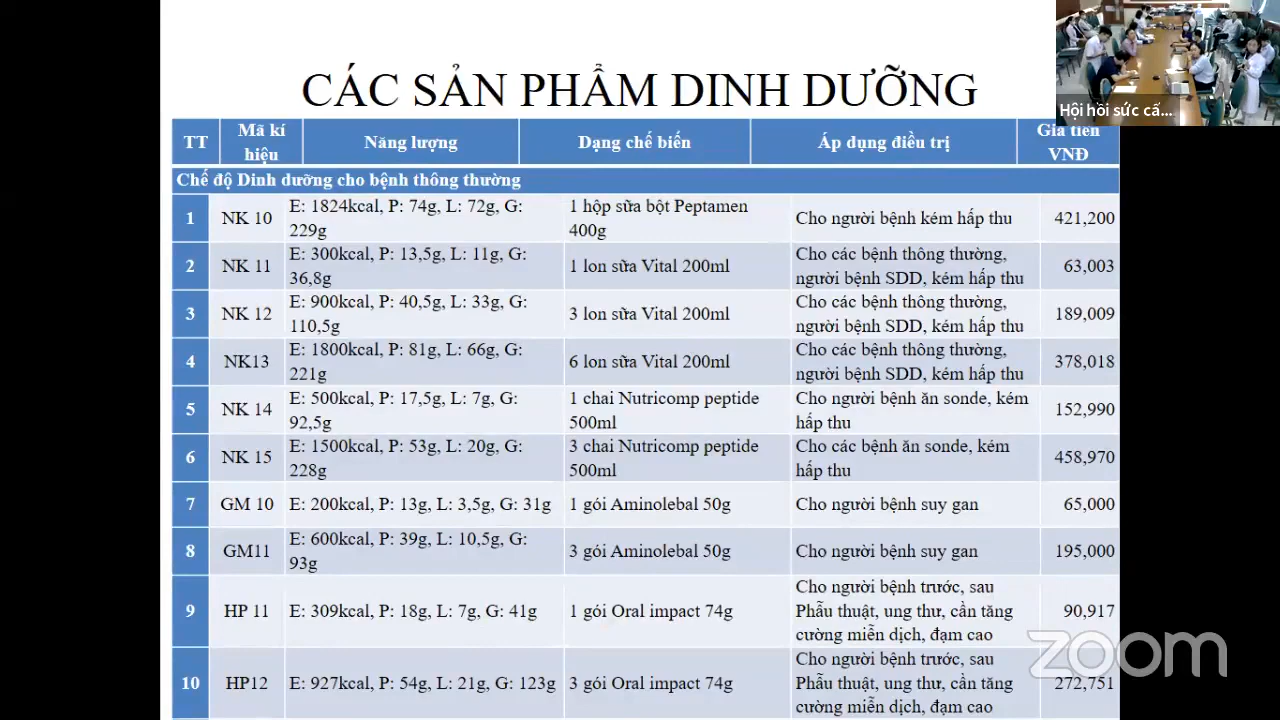 CÁC SẢN PHẨM DINH DƯỠNG
Hội hồi sức cấ...
TT
Mã kí
hiệu
Năng lượng
Dạng chế biến
Áp dụng điều trị
Giá tiền
VNĐ
Chế độ Dinh dưỡng cho bệnh thông thường
1
NK 10
E: 1824kcal, P: 74g, L: 72g, G:
229g
1 hộp sữa bột Peptamen
400g
Cho người bệnh kém hấp thu
421,200
2
NK 11
E: 300kcal, P: 13,5g, L: 11g, G:
36,8g
1 lon sữa Vital 200ml
Cho các bệnh thông thường,
người bệnh SDD, kém hấp thu
63,003
3
NK 12
E: 900kcal, P: 40,5g, L: 33g, G:
110,5g
3 lon sữa Vital 200ml
Cho các bệnh thông thường,
người bệnh SDD, kém hấp thu
189,009
4
NK13
E: 1800kcal, P: 81g, L: 66g, G:
221g
6 lon sữa Vital 200ml
Cho các bệnh thông thường,
người bệnh SDD, kém hấp thu
378,018
5
NK 14
E: 500kcal, P: 17,5g, L: 7g, G:
92,5g
1 chai Nutricomp peptide
500ml
Cho người bệnh ăn sonde, kém
hấp thu
152,990
6
NK 15
E: 1500kcal, P: 53g, L: 20g, G:
228g
3 chai Nutricomp peptide
500ml
Cho các bệnh ăn sonde, kém
hấp thu
458,970
7
GM 10
E: 200kcal, P: 13g, L: 3,5g, G: 31g
1 gói Aminolebal 50g
Cho người bệnh suy gan
65,000
8
GM11
E: 600kcal, P: 39g, L: 10,5g, G:
93g
3 gói Aminolebal 50g
Cho người bệnh suy gan
195,000
9
HP 11
E: 309kcal, P: 18g, L: 7g, G: 41g
1 gói Oral impact 74g
Cho người bệnh trước, sau
Phẫu thuật, ung thư, cần tăng
cường miễn dịch, đạm cao
90,917
10
HP12
E: 927kcal, P: 54g, L: 21g, G: 123g
3 gói Oral impact 74g
Cho người bệnh trước, sau
Phẫu thuật, ung thư, cần tăng
cường miễn dịch, đạm cao
272,751
zoom